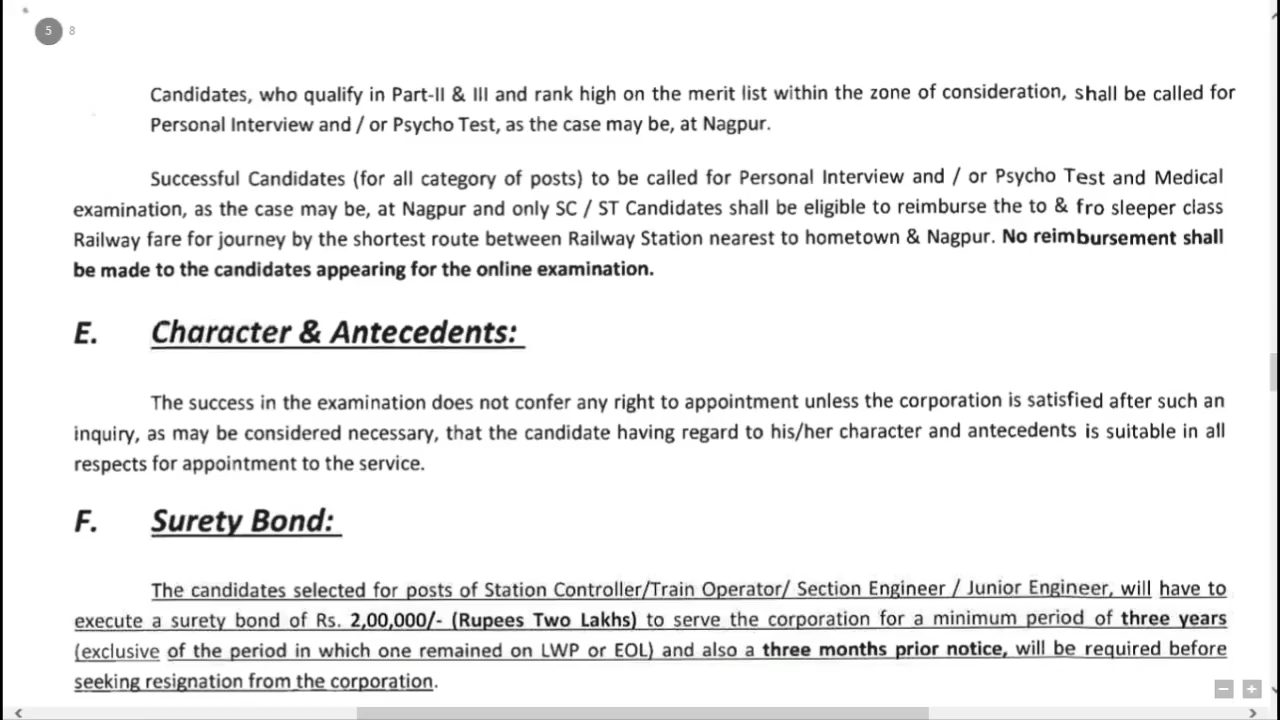 5 8
Candidates, who qualify in Part-II & III and rank high on the merit list within the zone of consideration, shall be called for
Personal Interview and / or Psycho Test, as the case may be, at Nagpur.
Successful Candidates (for all category of posts) to be called for Personal Interview and / or Psycho Test and Medical
examination, as the case may be, at Nagpur and only SC / ST Candidates shall be eligible to reimburse the to & fro sleeper class
Railway fare for journey by the shortest route between Railway Station nearest to hometown & Nagpur. No reimbursement shall
be made to the candidates appearing for the online examination.
E. Character & Antecedents:
The success in the examination does not confer any right to appointment unless the corporation is satisfied after such an
inquiry, as may be considered necessary, that the candidate having regard to his/her character and antecedents is suitable in all
respects for appointment to the service.
F. Surety Bond:
The candidates selected for posts of Station Controller/Train Operator/ Section Engineer / Junior Engineer, will have to
execute a surety bond of Rs. 2,00,000/- (Rupees Two Lakhs) to serve the corporation for a minimum period of three years
(exclusive of the period in which one remained on LWP or EOL) and also a three months prior notice, will be required before
seeking resignation from the corporation.